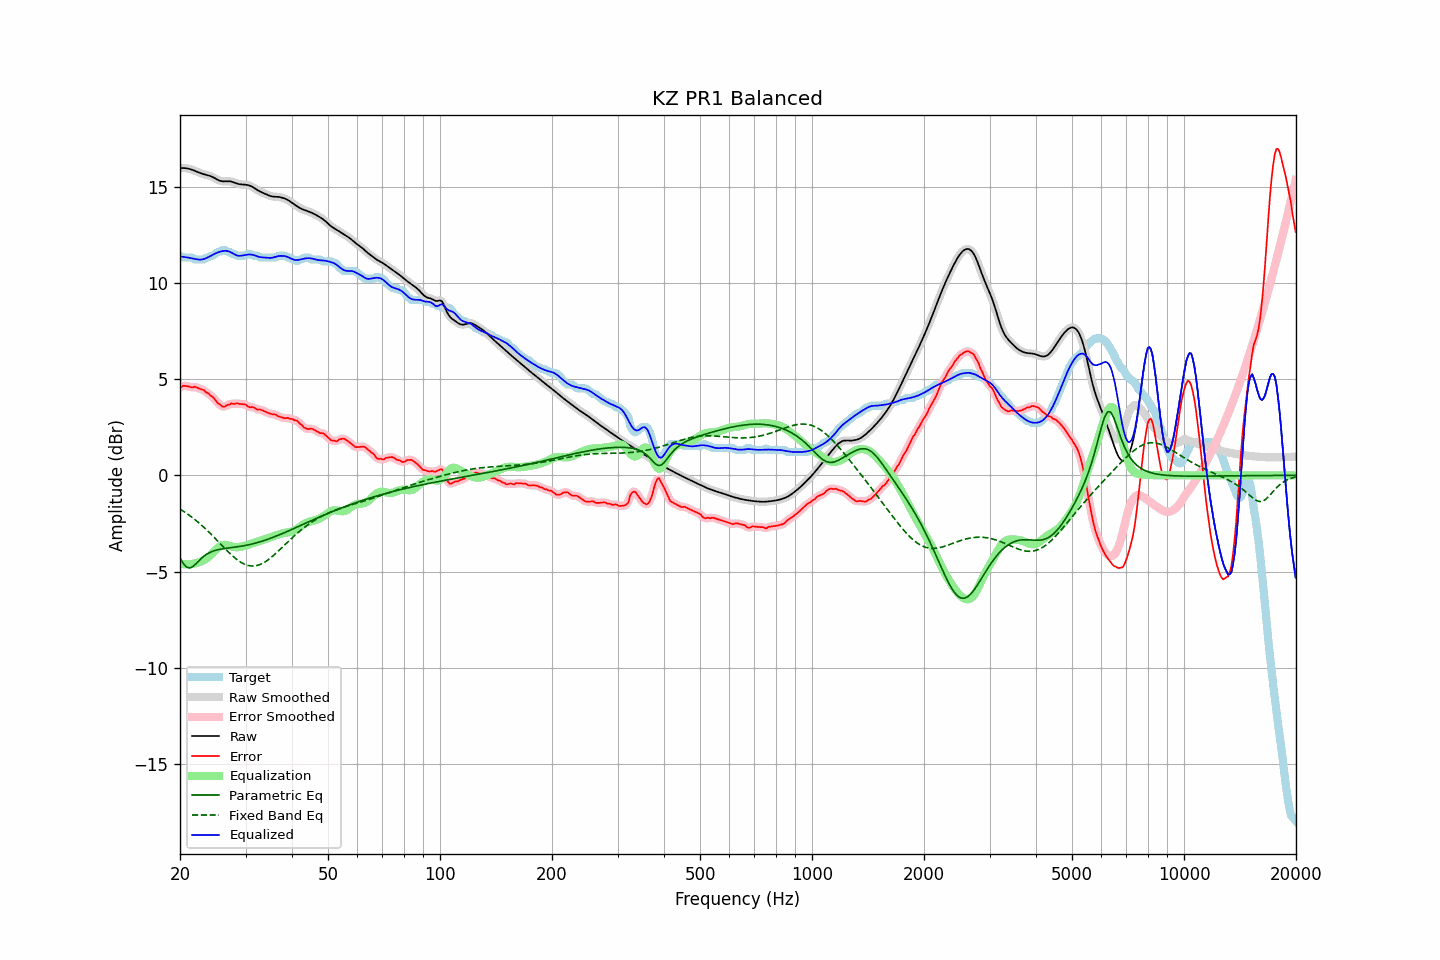 KZ PR1 Balanced
Amplitude (dBr)
15
10
5
0
−5
−10
−15
Target
Raw Smoothed
Error Smoothed
Raw
Error
Equalization
Parametric Eq
Fixed Band Eq
Equalized
20 50 100 200 500 1000 2000 5000 10000 20000
Frequency (Hz)